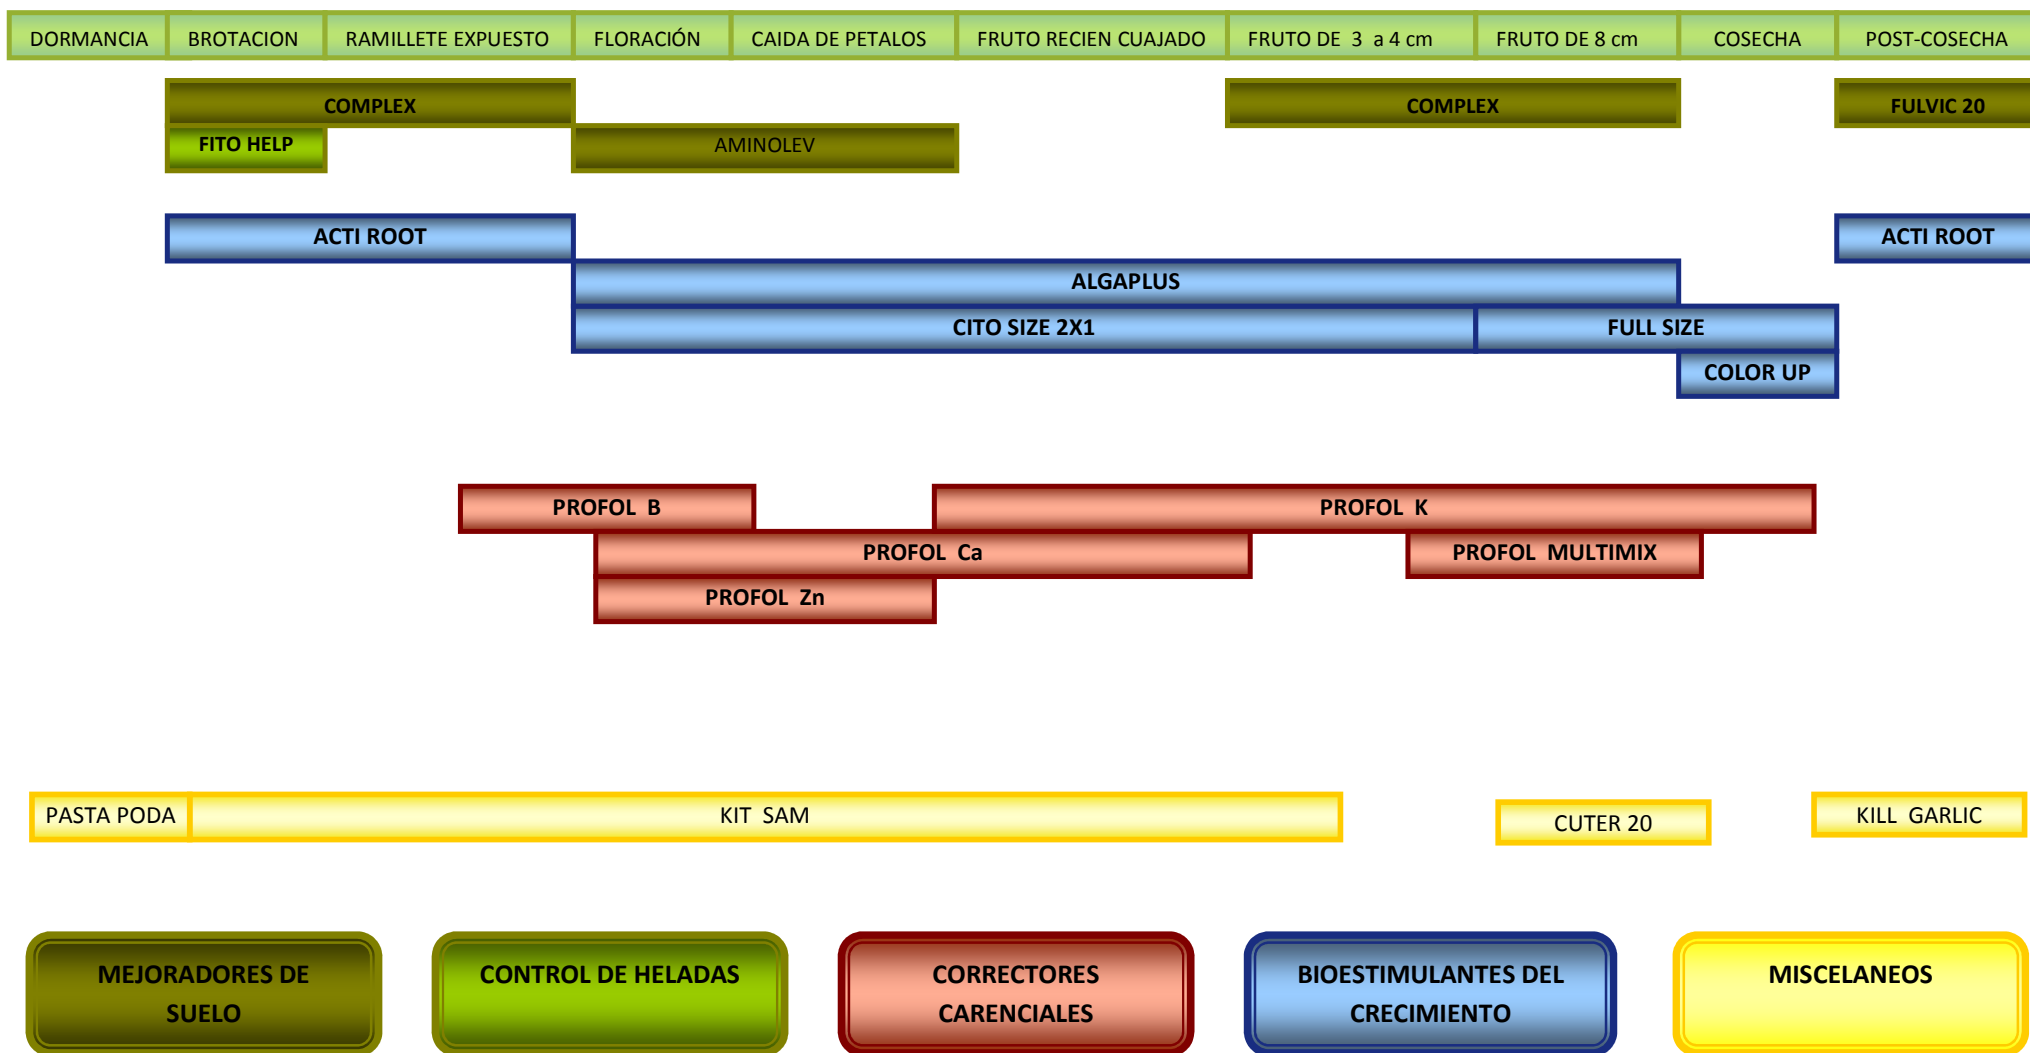 DORMANCIA BROTACION RAMILLETE EXPUESTO FLORACIÓN CAIDA DE PETALOS FRUTO RECIEN CUAJADO FRUTO DE 3 a 4 cm FRUTO DE 8 cm COSECHA POST-COSECHA
COMPLEX COMPLEX FULVIC 20
FITO HELP AMINOLEV
ACTI ROOT ACTI ROOT
ALGAPLUS
CITO SIZE 2X1 FULL SIZE
COLOR UP
PROFOL B PROFOL K
PROFOL Ca PROFOL MULTIMIX
PROFOL Zn
PASTA PODA KIT SAM CUTER 20 KILL GARLIC
MEJORADORES DE
SUELO
CONTROL DE HELADAS
CORRECTORES
CARENCIALES
BIOESTIMULANTES DEL
CRECIMIENTO
MISCELANEOS